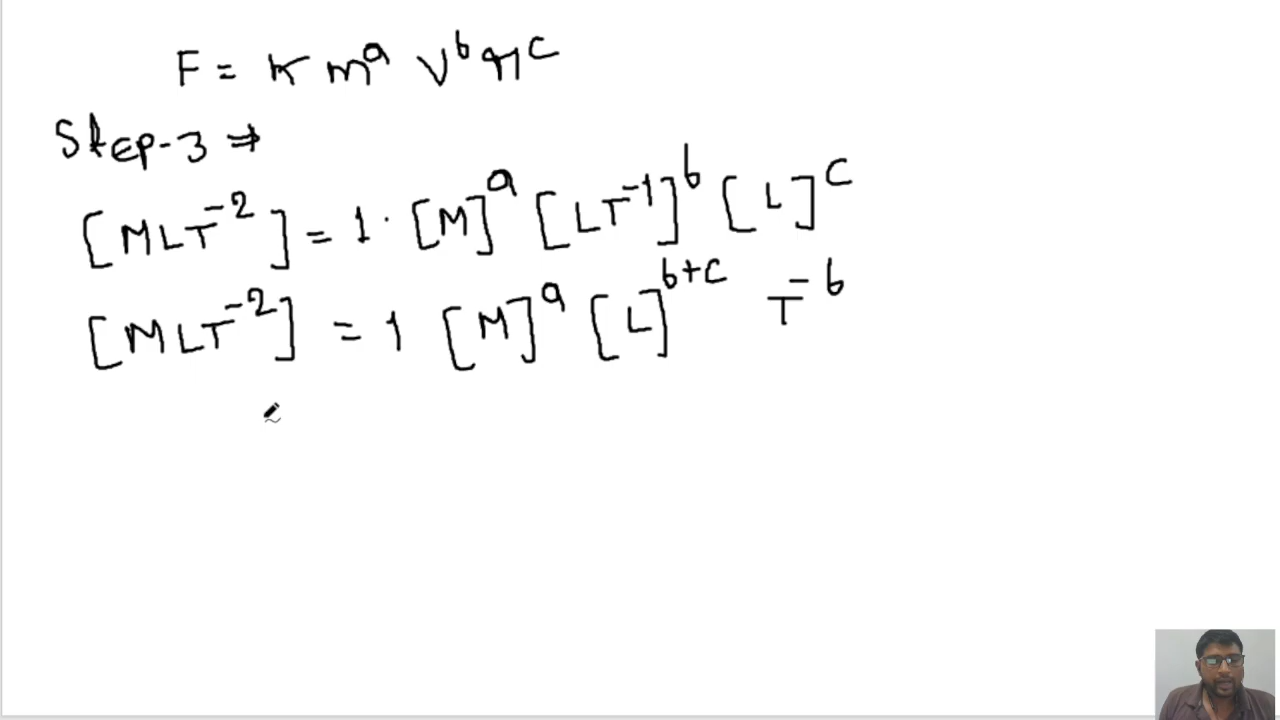 F = K m^a v^b r^c
Step-3 ⇒
[MLT^-2] = 1 · [M]^a [LT^-1]^b [L]^c
[MLT^-2] = 1 [M]^a [L]^b+c T^-b